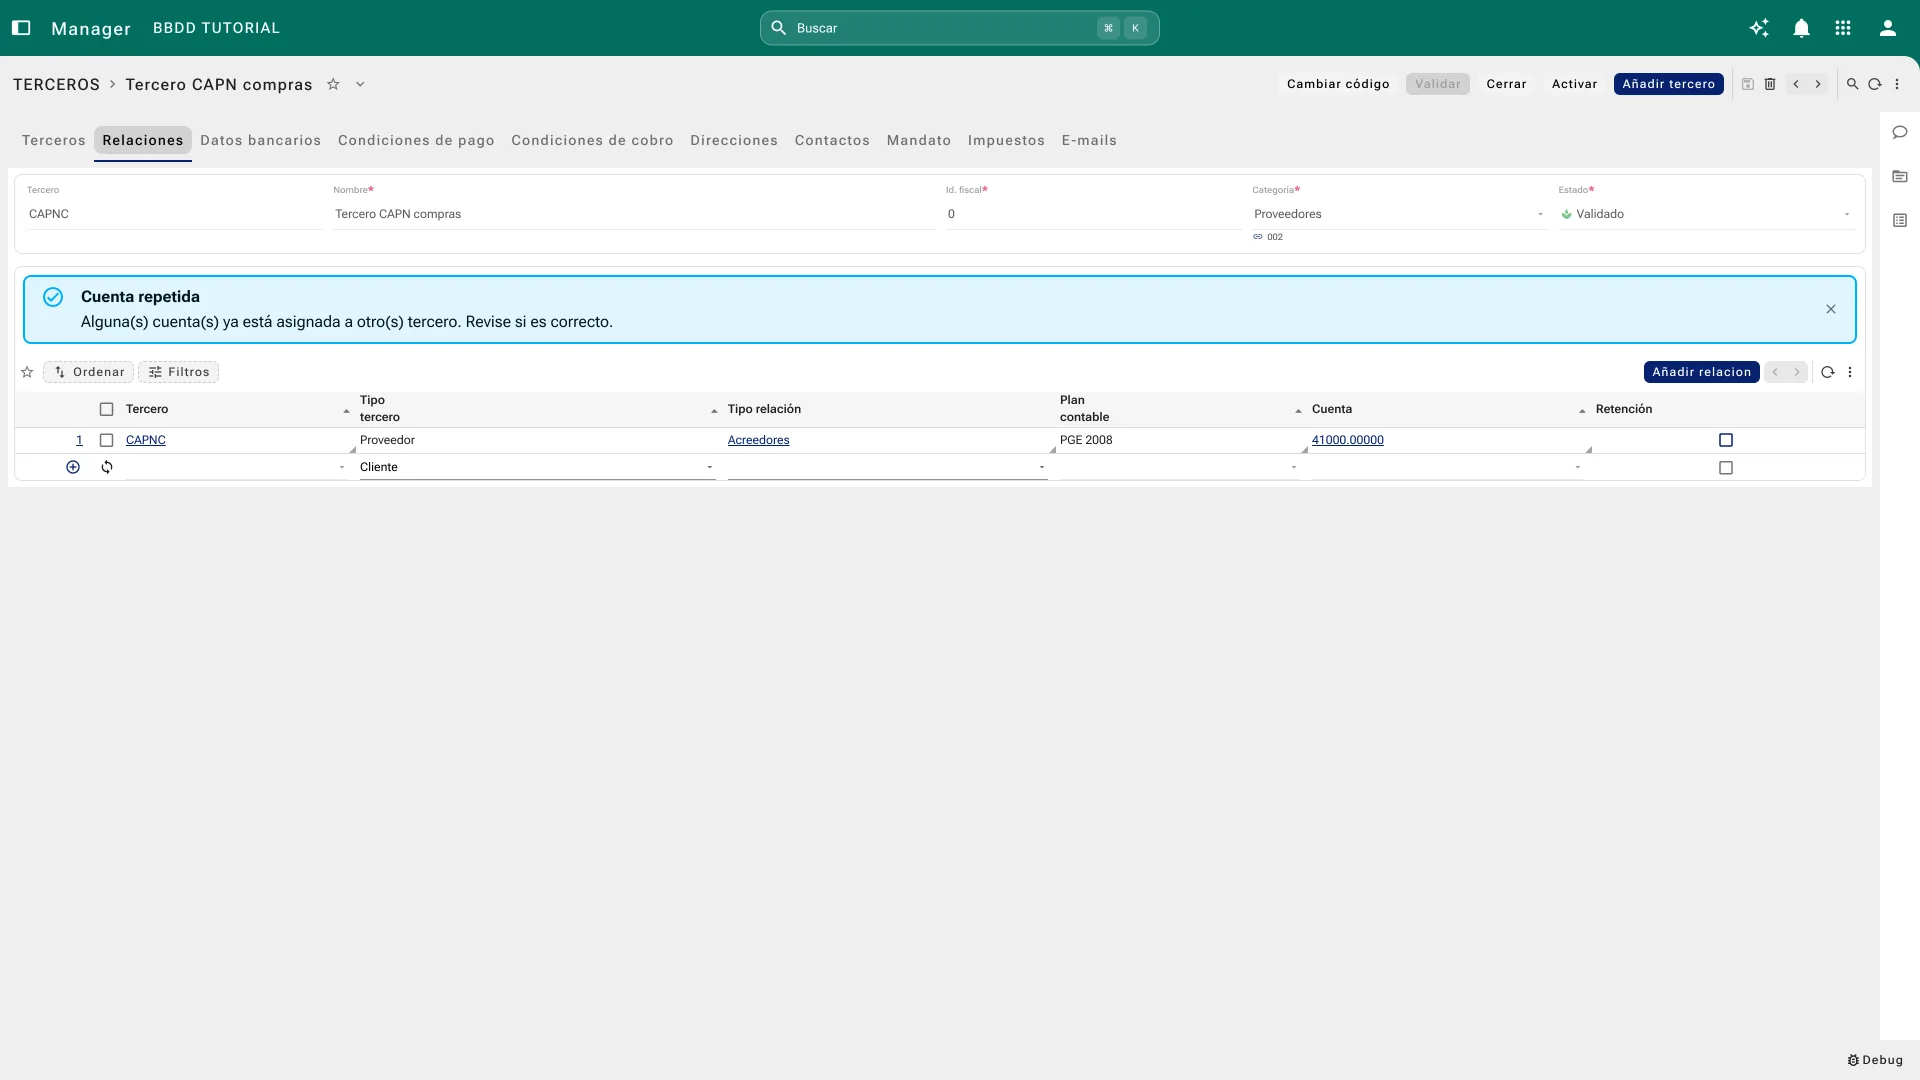 Manager BBDD TUTORIAL Buscar ⌘ K
TERCEROS > Tercero CAPN compras Cambiar código Validar Cerrar Activar Añadir tercero
Terceros Relaciones Datos bancarios Condiciones de pago Condiciones de cobro Direcciones Contactos Mandato Impuestos E-mails
Tercero Nombre* Id. fiscal* Categoría* Estado*
CAPNC Tercero CAPN compras 0 Proveedores Validado
002
Cuenta repetida
Alguna(s) cuenta(s) ya está asignada a otro(s) tercero. Revise si es correcto.
Ordenar Filtros Añadir relacion
Tercero Tipo tercero Tipo relación Plan contable Cuenta Retención
1 CAPNC Proveedor Acreedores PGE 2008 41000.00000
Cliente
Debug